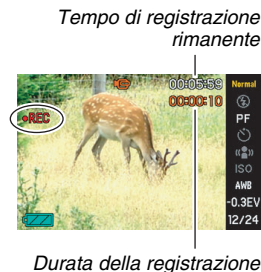 Tempo di registrazione
rimanente
00:05:59
Normal
00:00:10
REC
PF
ISO
AWB
-0.3EV
12/24
Durata della registrazione